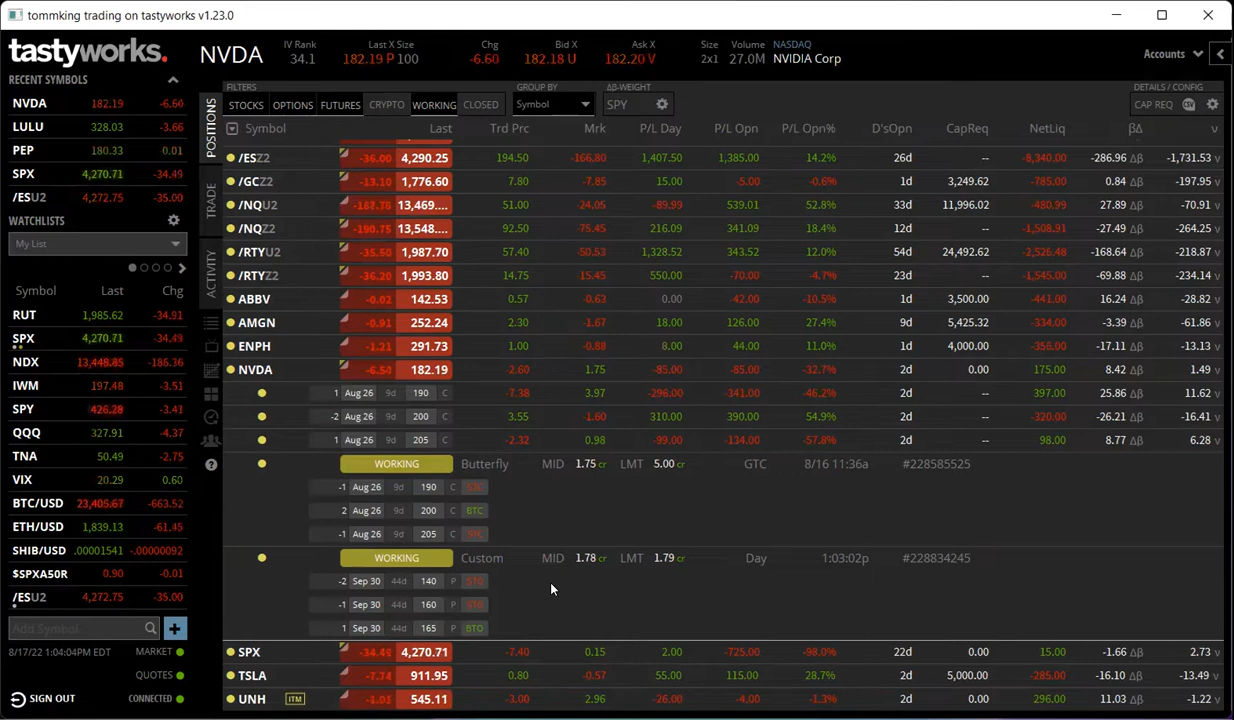 tommking trading on tastyworks v1.23.0
tastyworks.
NVDA
IV Rank
34.1
Last X Size
182.19 P 100
Chg
-6.60
Bid X
182.18 U
Ask X
182.20 V
Size
2x1
Volume
27.0M
NASDAQ
NVIDIA Corp
Accounts
RECENT SYMBOLS
NVDA 182.19 -6.60
LULU 328.03 -3.66
PEP 180.33 0.01
SPX 4,270.71 -34.49
/ESU2 4,272.75 -35.00
WATCHLISTS
My List
Symbol Last Chg
RUT 1,985.62 -34.91
SPX 4,270.71 -34.49
NDX 13,448.85 -186.36
IWM 197.48 -3.51
SPY 426.28 -3.41
QQQ 327.91 -4.37
TNA 50.49 -2.75
VIX 20.29 0.60
BTC/USD 23,405.67 -663.52
ETH/USD 1,839.13 -61.45
SHIB/USD .00001541 -.00000092
$SPXA50R 0.90 -0.01
/ESU2 4,272.75 -35.00
Add Symbol
8/17/22 1:04:04PM EDT MARKET
QUOTES
SIGN OUT CONNECTED
POSITIONS
TRADE
ACTIVITY
FILTERS GROUP BY Δβ-WEIGHT DETAILS / CONFIG
STOCKS OPTIONS FUTURES CRYPTO WORKING CLOSED Symbol SPY CAP REQ
Symbol Last Trd Prc Mrk P/L Day P/L Opn P/L Opn% D'sOpn CapReq NetLiq βΔ ν
/ESZ2 -36.00 4,290.25 194.50 -166.80 1,407.50 1,385.00 14.2% 26d -- -8,340.00 -286.96 Δβ -1,731.53 ν
/GCZ2 -13.10 1,776.60 7.80 -7.85 15.00 -5.00 -0.6% 1d 3,249.62 -785.00 0.84 Δβ -197.95 ν
/NQU2 -187.75 13,469.... 51.00 -24.05 -89.99 539.01 52.8% 33d 11,996.02 -480.99 27.89 Δβ -70.91 ν
/NQZ2 -190.75 13,548.... 92.50 -75.45 216.09 341.09 18.4% 12d -- -1,508.91 -27.49 Δβ -264.25 ν
/RTYU2 -35.50 1,987.70 57.40 -50.53 1,328.52 343.52 12.0% 54d 24,492.62 -2,526.48 -168.64 Δβ -218.87 ν
/RTYZ2 -36.20 1,993.80 14.75 -15.45 550.00 -70.00 -4.7% 23d -- -1,545.00 -69.88 Δβ -234.14 ν
ABBV -0.02 142.53 0.57 -0.63 0.00 -42.00 -10.5% 1d 3,500.00 -441.00 16.24 Δβ -28.82 ν
AMGN -0.91 252.24 2.30 -1.67 18.00 126.00 27.4% 9d 5,425.32 -334.00 -3.39 Δβ -61.86 ν
ENPH -1.21 291.73 1.00 -0.88 8.00 44.00 11.0% 1d 4,000.00 -356.00 -17.11 Δβ -13.13 ν
NVDA -6.50 182.19 -2.60 1.75 -85.00 -85.00 -32.7% 2d 0.00 175.00 8.42 Δβ 1.49 ν
1 Aug 26 9d 190 C -7.38 3.97 -296.00 -341.00 -46.2% 2d -- 397.00 25.86 Δβ 11.62 ν
-2 Aug 26 9d 200 C 3.55 -1.60 310.00 390.00 54.9% 2d -- -320.00 -26.21 Δβ -16.41 ν
1 Aug 26 9d 205 C -2.32 0.98 -99.00 -134.00 -57.8% 2d -- 98.00 8.77 Δβ 6.28 ν
WORKING Butterfly MID 1.75 cr LMT 5.00 cr GTC 8/16 11:36a #228585525
-1 Aug 26 9d 190 C STC
2 Aug 26 9d 200 C BTC
-1 Aug 26 9d 205 C STC
WORKING Custom MID 1.78 cr LMT 1.79 cr Day 1:03:02p #228834245
-2 Sep 30 44d 140 P STO
-1 Sep 30 44d 160 P STO
1 Sep 30 44d 165 P BTO
SPX -34.49 4,270.71 -7.40 0.15 2.00 -725.00 -98.0% 22d 0.00 15.00 -1.66 Δβ 2.73 ν
TSLA -7.74 911.95 0.80 -0.57 55.00 115.00 28.7% 2d 5,000.00 -285.00 -16.10 Δβ -13.49 ν
UNH ITM -1.01 545.11 -3.00 2.96 -26.00 -4.00 -1.3% 2d 0.00 296.00 11.03 Δβ -1.22 ν